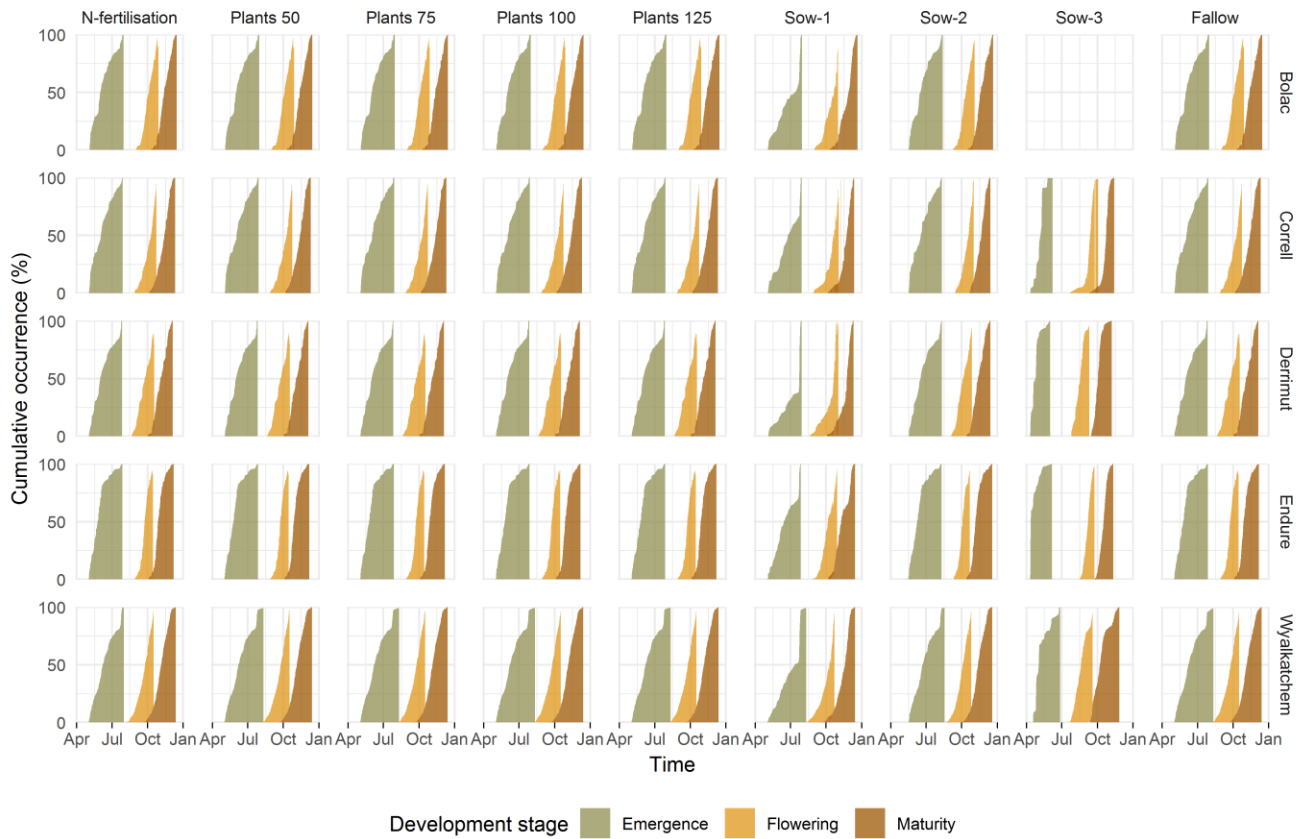 N-fertilisation Plants 50 Plants 75 Plants 100 Plants 125 Sow-1 Sow-2 Sow-3 Fallow
100
50
0
Bolac
100
50
0
Correll
100
50
0
Derrimut
100
50
0
Endure
100
50
0
Wyalkatchem
Cumulative occurrence (%)
Apr Jul Oct Jan Apr Jul Oct Jan Apr Jul Oct Jan Apr Jul Oct Jan Apr Jul Oct Jan Apr Jul Oct Jan Apr Jul Oct Jan Apr Jul Oct Jan Apr Jul Oct Jan
Time
Development stage Emergence Flowering Maturity